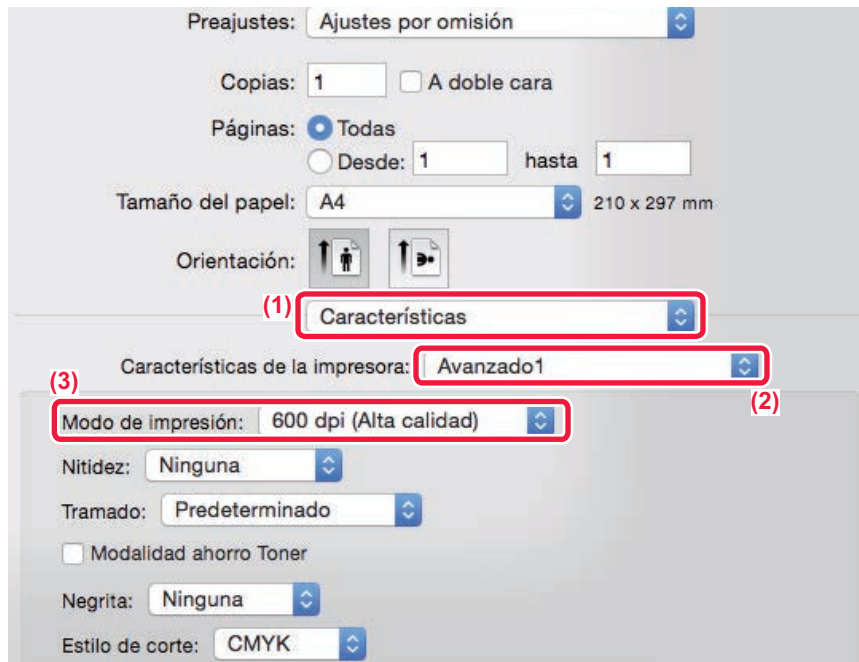 Preajustes: Ajustes por omisión
Copias: 1 A doble cara
Páginas: Todas
Desde: 1 hasta 1
Tamaño del papel: A4 210 x 297 mm
Orientación:
(1) Características
Características de la impresora: Avanzado1
(2)
(3)
Modo de impresión: 600 dpi (Alta calidad)
Nitidez: Ninguna
Tramado: Predeterminado
Modalidad ahorro Toner
Negrita: Ninguna
Estilo de corte: CMYK